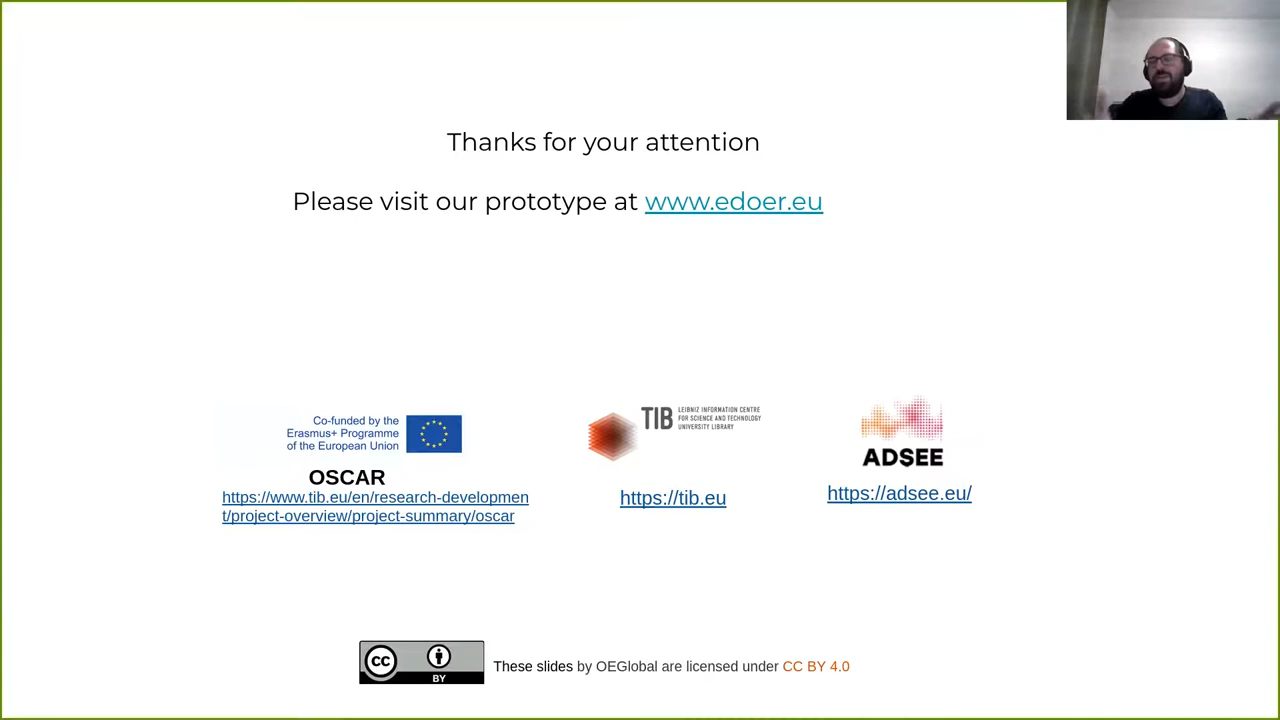 Thanks for your attention
Please visit our prototype at www.edoer.eu
Co-funded by the
Erasmus+ Programme
of the European Union
OSCAR
https://www.tib.eu/en/research-developmen
t/project-overview/project-summary/oscar
TIB
LEIBNIZ INFORMATION CENTRE
FOR SCIENCE AND TECHNOLOGY
UNIVERSITY LIBRARY
https://tib.eu
ADSEE
https://adsee.eu/
cc
BY
These slides by OEGlobal are licensed under CC BY 4.0